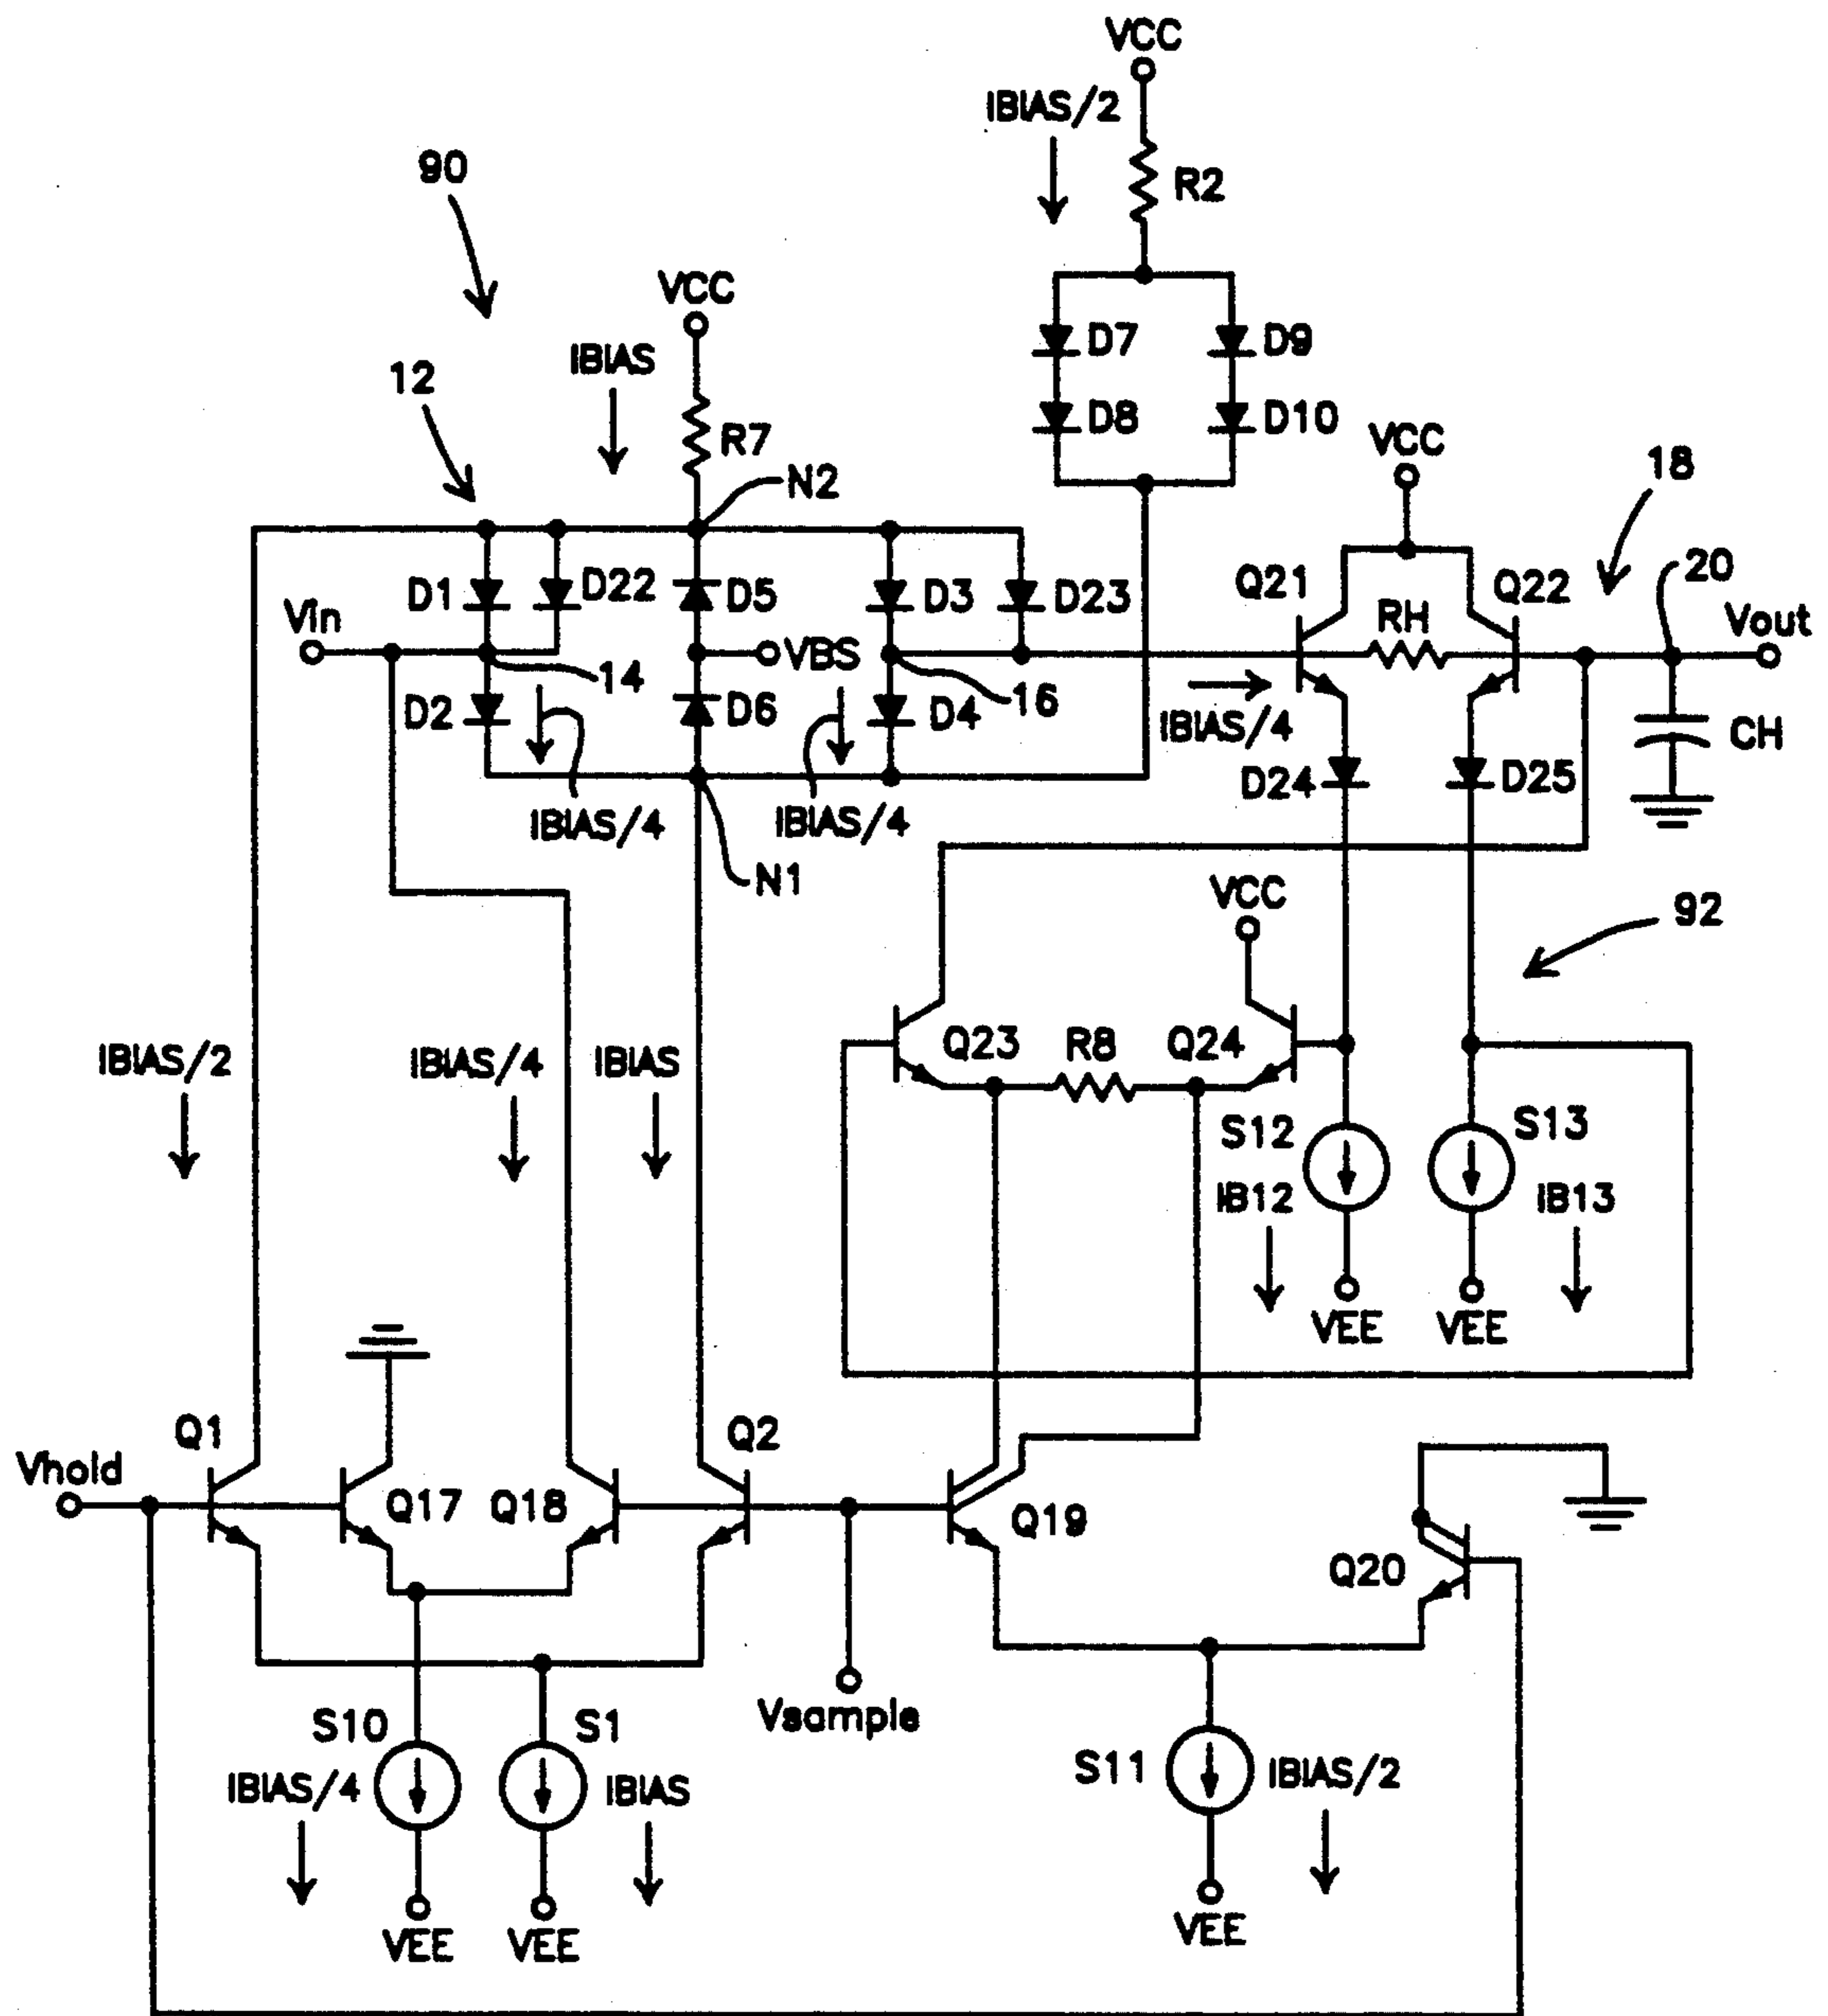 VCC
IBIAS/2
R2
90
VCC
D7
D9
12
IBIAS
D8
D10
VCC
R7
18
N2
Q21
Q22
20
D1
D22
D5
D3
D23
RH
Vout
Vin
VBS
14
16
D2
D6
D4
IBIAS/4
CH
D24
D25
IBIAS/4
IBIAS/4
N1
VCC
92
IBIAS/2
IBIAS/4
IBIAS
Q23
R8
Q24
S12
S13
IB12
IB13
VEE
VEE
Q1
Q2
Vhold
Q17
Q18
Q19
Q20
Vsample
S10
S1
S11
IBIAS/4
IBIAS
IBIAS/2
VEE
VEE
VEE